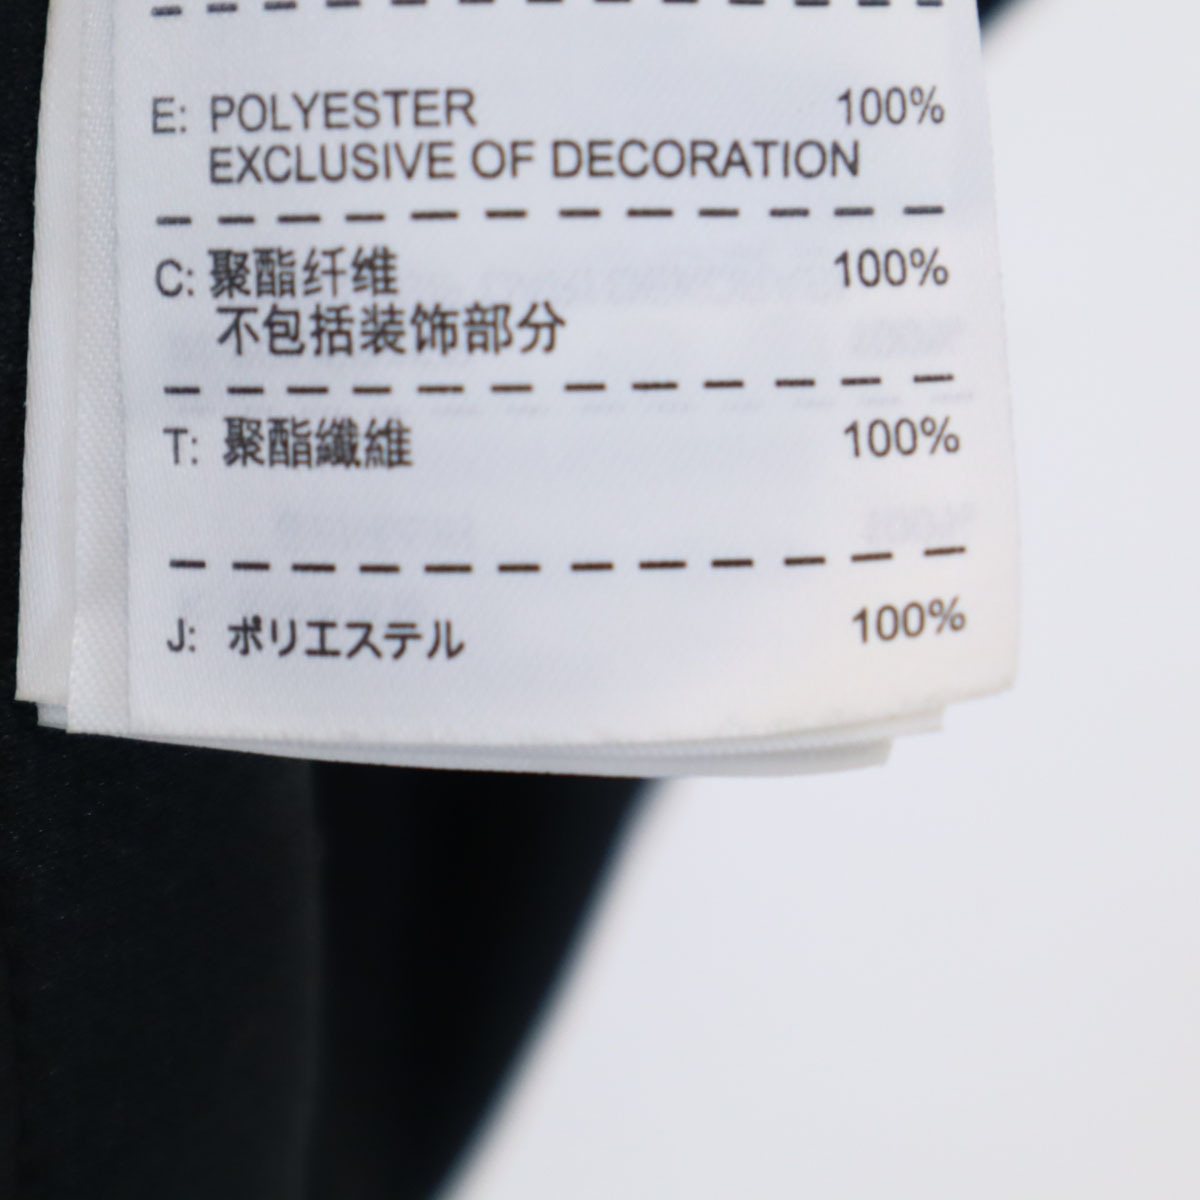 E: POLYESTER 100%
EXCLUSIVE OF DECORATION
C: 聚酯纤维 100%
不包括装饰部分
T: 聚酯纖維 100%
J: ポリエステル 100%